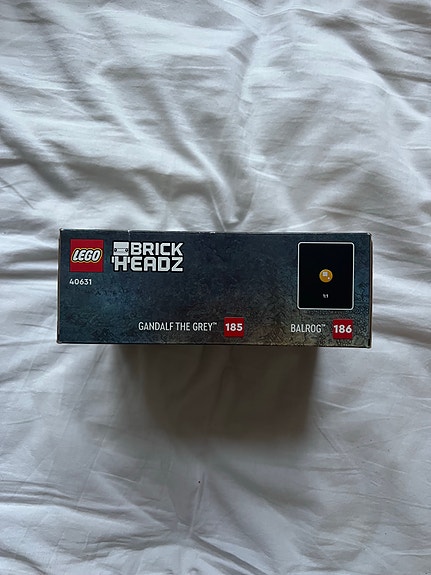 LEGO
BRICK
HEADZ
40631
1:1
GANDALF THE GREY™ 185
BALROG™ 186